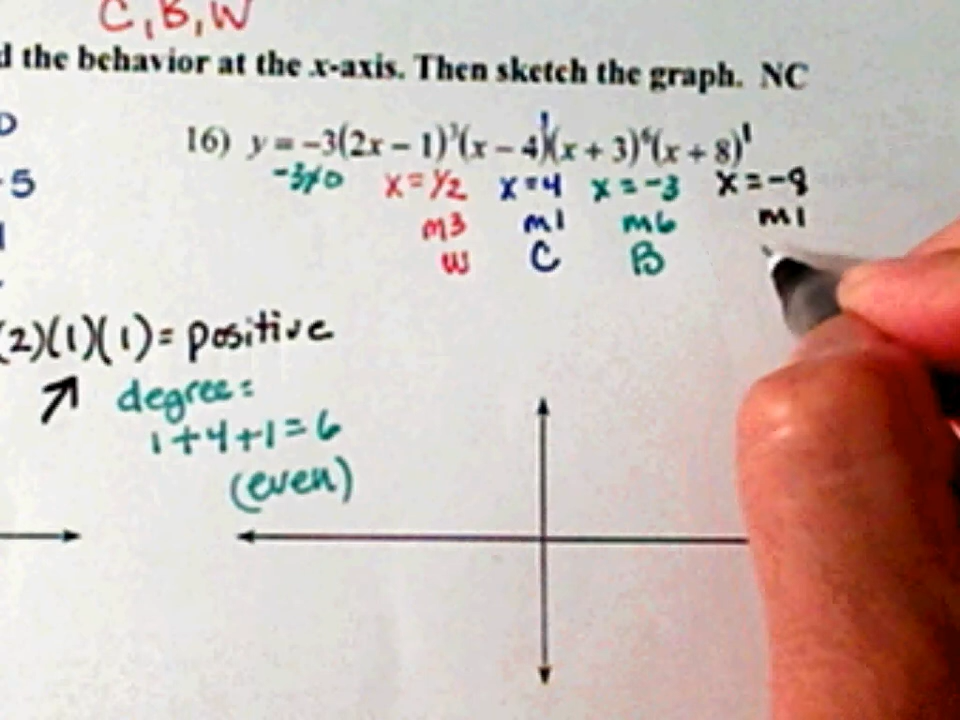 C, B, W
d the behavior at the x-axis. Then sketch the graph. NC
16) y = -3(2x - 1)³(x - 4)¹(x + 3)⁶(x + 8)¹
-3≠0 x=1/2 x=4 x=-3 x=-8
-5
m3 m1 m6 m1
W C B
(2)(1)(1)= positive
degree:
1+4+1=6
(even)